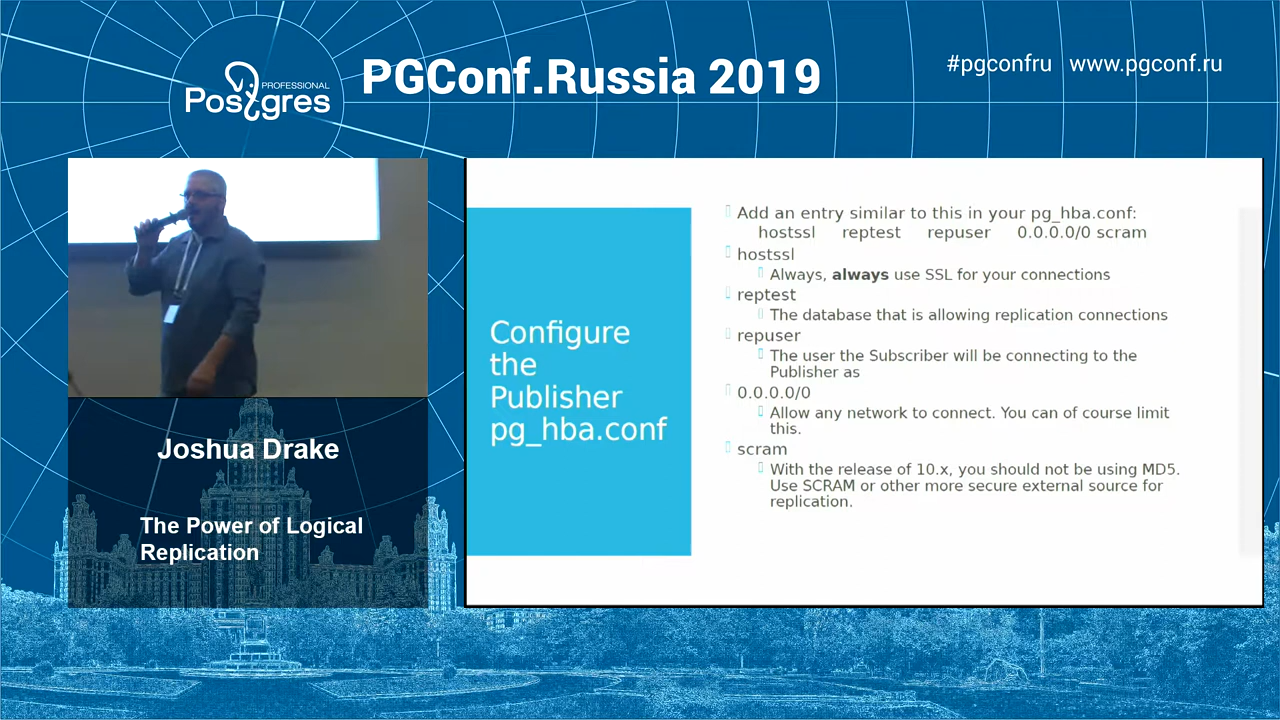 PROFESSIONAL
Postgres
PGConf.Russia 2019
#pgconfru www.pgconf.ru
Joshua Drake
The Power of Logical
Replication
Configure
the
Publisher
pg_hba.conf
Add an entry similar to this in your pg_hba.conf:
hostssl reptest repuser 0.0.0.0/0 scram
hostssl
Always, always use SSL for your connections
reptest
The database that is allowing replication connections
repuser
The user the Subscriber will be connecting to the
Publisher as
0.0.0.0/0
Allow any network to connect. You can of course limit
this.
scram
With the release of 10.x, you should not be using MD5.
Use SCRAM or other more secure external source for
replication.